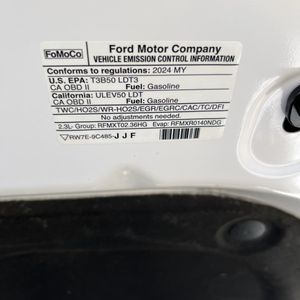 FoMoCo
Ford Motor Company
VEHICLE EMISSION CONTROL INFORMATION
Conforms to regulations: 2024 MY
U.S. EPA: T3B50 LDT3
CA OBD II Fuel: Gasoline
California: ULEV50 LDT
CA OBD II Fuel: Gasoline
TWC/HO2S/WR-HO2S/EGR/EGRC/CAC/TC/DFI
No adjustments needed.
2.3L- Group: RFMXT02.36HG Evap: RFMXR0140NDG
RW7E-9C485-JJF